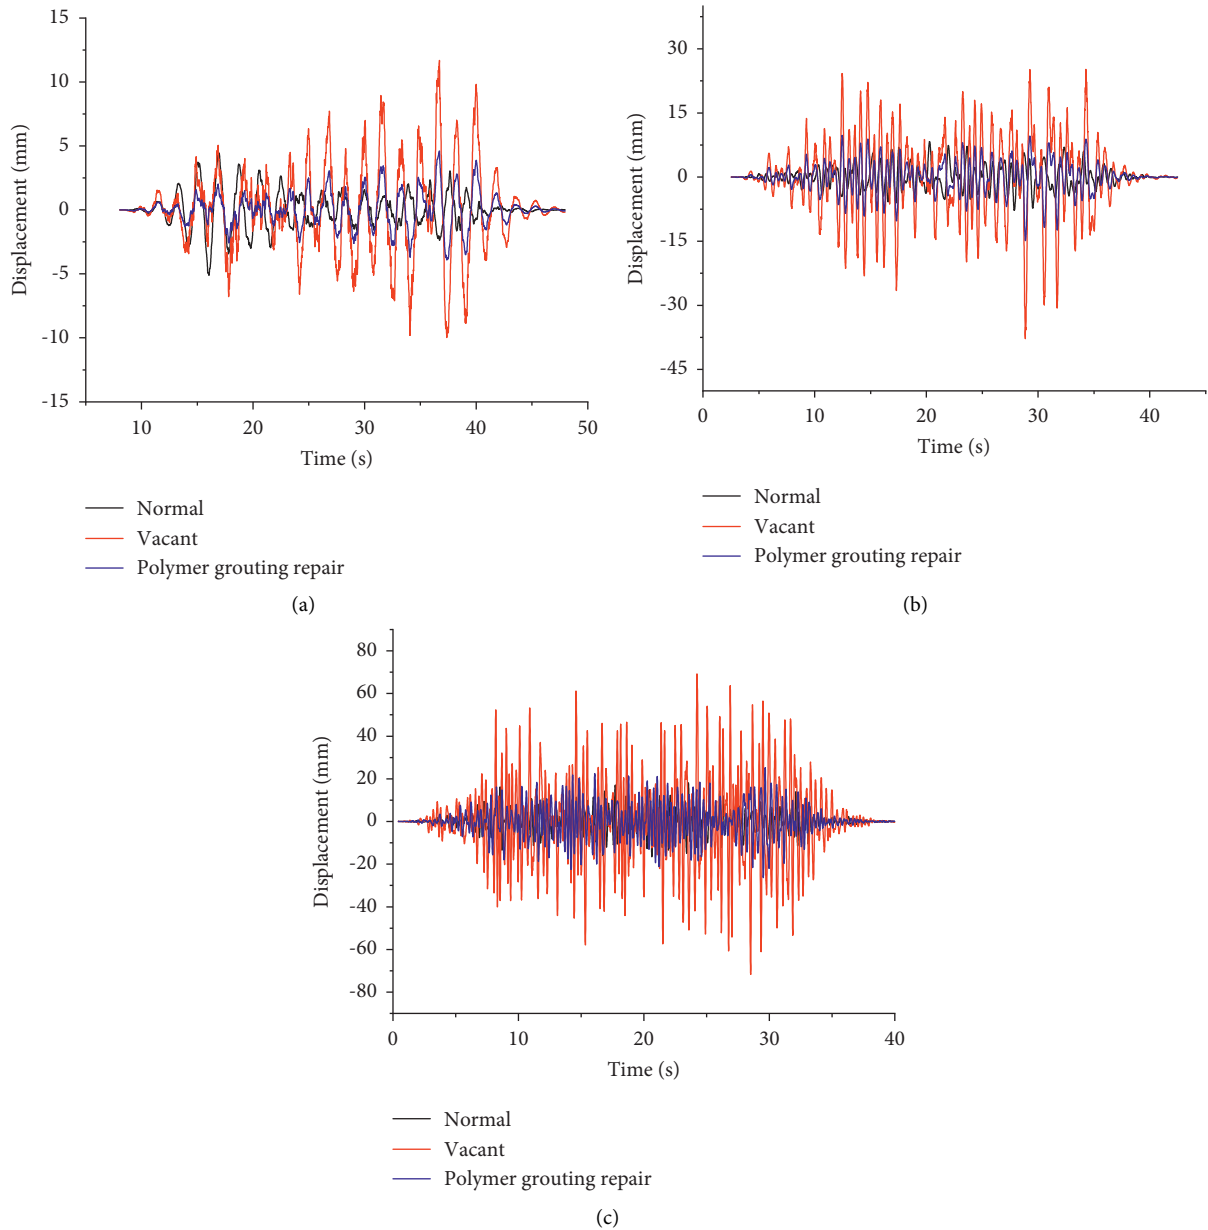 15
10
5
0
-5
-10
-15
Displacement (mm)
10 20 30 40 50
Time (s)
Normal
Vacant
Polymer grouting repair
(a)
30
15
0
-15
-30
-45
Displacement (mm)
0 10 20 30 40
Time (s)
Normal
Vacant
Polymer grouting repair
(b)
80
60
40
20
0
-20
-40
-60
-80
Displacement (mm)
0 10 20 30 40
Time (s)
Normal
Vacant
Polymer grouting repair
(c)